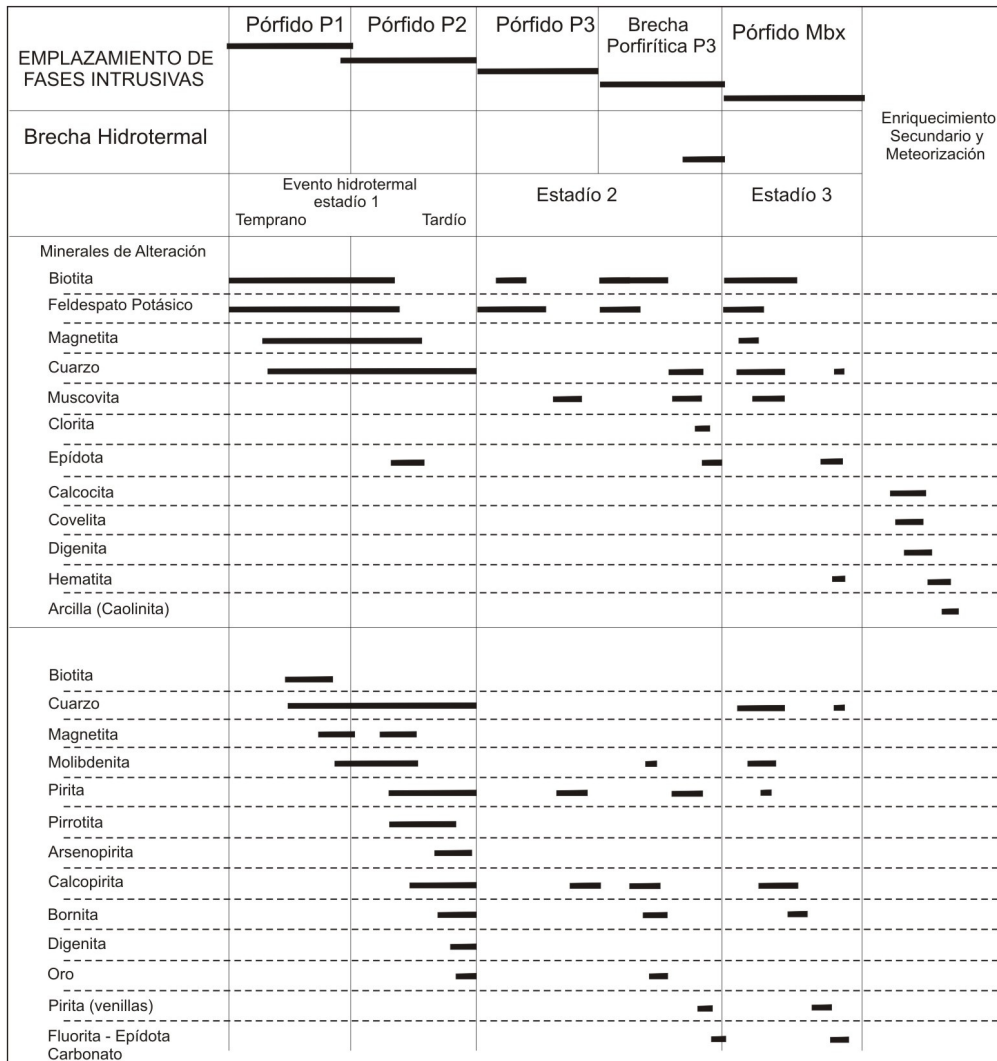 Pórfido P1
Pórfido P2
Pórfido P3
Brecha
Porfirítica P3
Pórfido Mbx
EMPLAZAMIENTO DE
FASES INTRUSIVAS
Enriquecimiento
Secundario y
Meteorización
Brecha Hidrotermal
Evento hidrotermal
estadío 1
Temprano
Tardío
Estadío 2
Estadío 3
Minerales de Alteración
Biotita
Feldespato Potásico
Magnetita
Cuarzo
Muscovita
Clorita
Epídota
Calcocita
Covelita
Digenita
Hematita
Arcilla (Caolinita)
Biotita
Cuarzo
Magnetita
Molibdenita
Pirita
Pirrotita
Arsenopirita
Calcopirita
Bornita
Digenita
Oro
Pirita (venillas)
Fluorita - Epídota
Carbonato